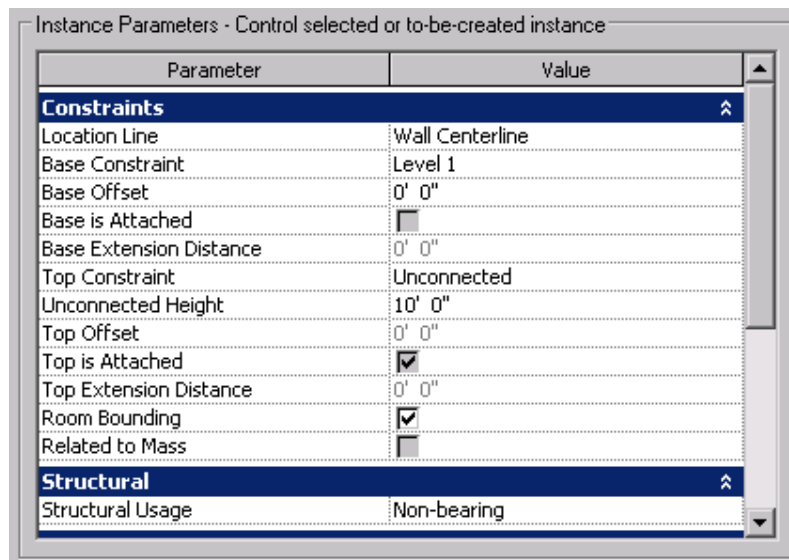 Instance Parameters - Control selected or to-be-created instance
Parameter Value
Constraints
Location Line Wall Centerline
Base Constraint Level 1
Base Offset 0' 0"
Base is Attached
Base Extension Distance 0' 0"
Top Constraint Unconnected
Unconnected Height 10' 0"
Top Offset 0' 0"
Top is Attached
Top Extension Distance 0' 0"
Room Bounding
Related to Mass
Structural
Structural Usage Non-bearing